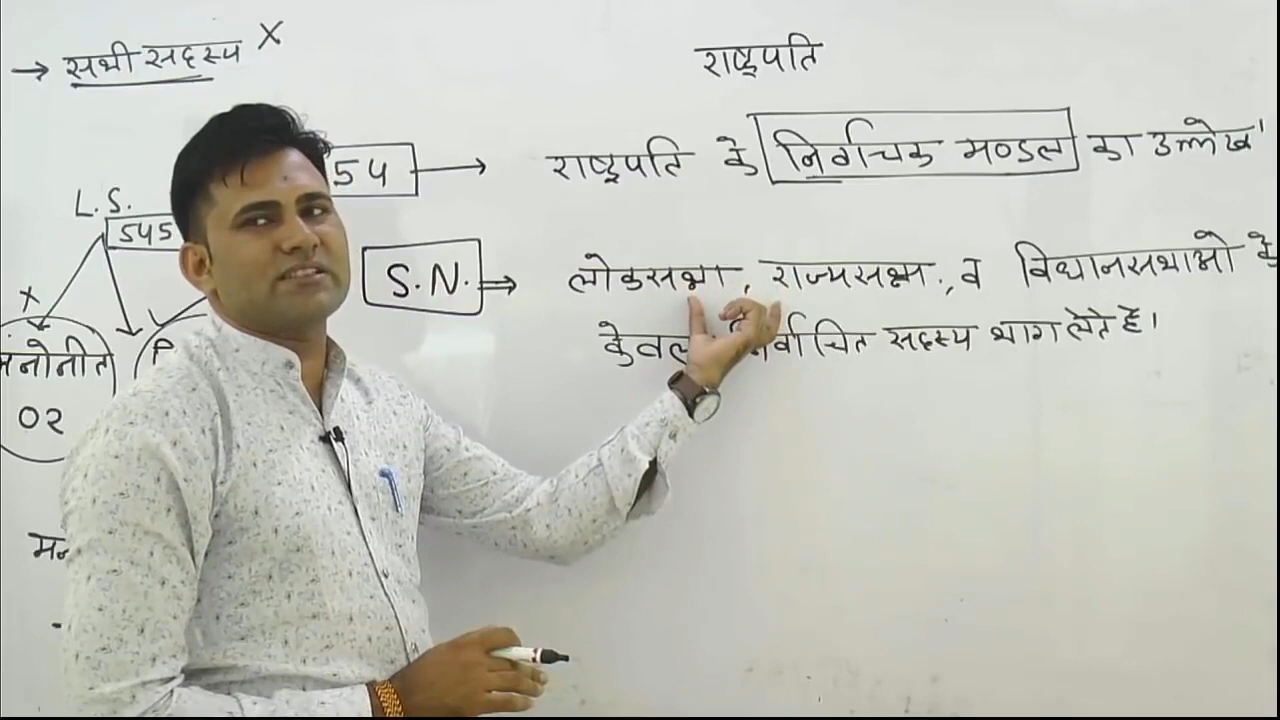 → सभी सदस्य X
राष्ट्रपति
54 → राष्ट्रपति के निर्वाचक मण्डल का उल्लेख।
L.S.
545
S.N. ⇒ लोकसभा, राज्यसभा, व विधानसभाओ के
केवल निर्वाचित सदस्य भाग लेते हैं।
X
मनोनीत
02